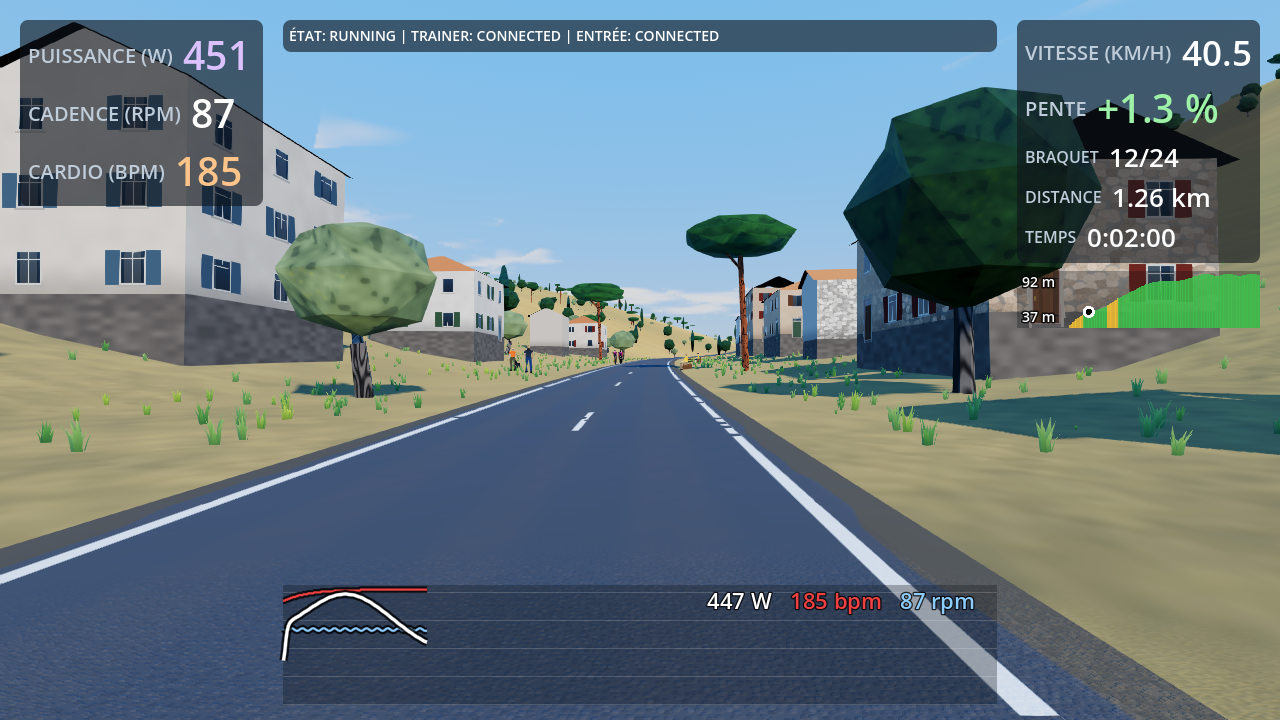 PUISSANCE (W) 451
CADENCE (RPM) 87
CARDIO (BPM) 185
ÉTAT: RUNNING | TRAINER: CONNECTED | ENTRÉE: CONNECTED
VITESSE (KM/H) 40.5
PENTE +1.3 %
BRAQUET 12/24
DISTANCE 1.26 km
TEMPS 0:02:00
92 m
37 m
447 W 185 bpm 87 rpm